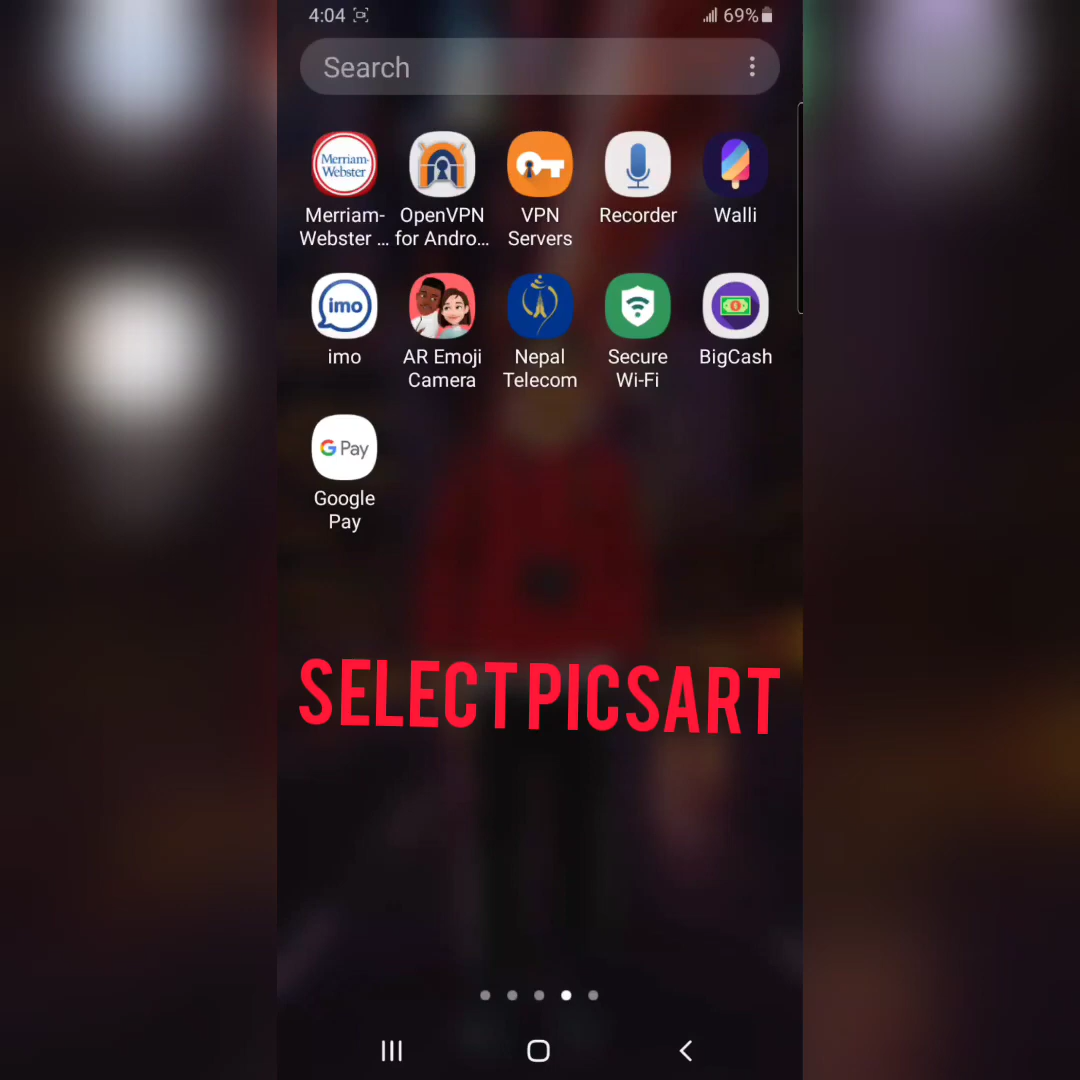 4:04 69%
Search
Merriam-
Webster
Merriam- OpenVPN VPN Recorder Walli
Webster ... for Andro... Servers
imo
imo AR Emoji Nepal Secure BigCash
Camera Telecom Wi-Fi
G Pay
Google
Pay
SELECT PICSART